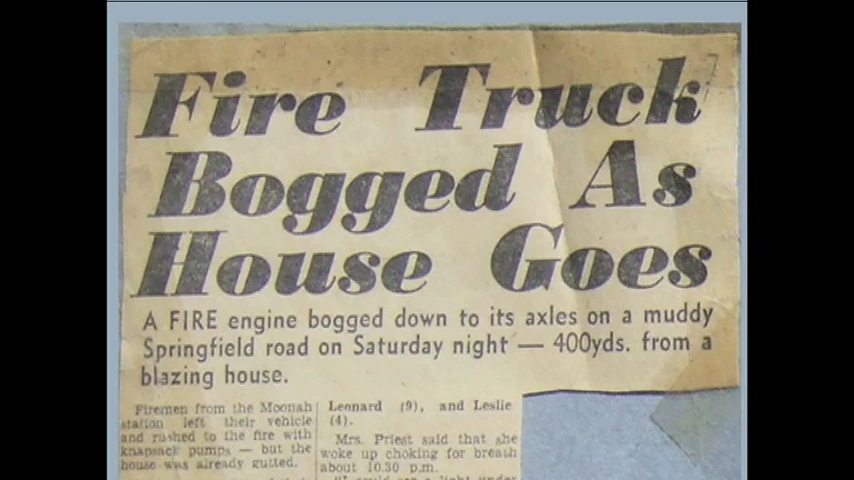 Fire Truck
Bogged As
House Goes
A FIRE engine bogged down to its axles on a muddy
Springfield road on Saturday night — 400yds. from a
blazing house.
Firemen from the Moonah
station left their vehicle
and rushed to the fire with
knapsack pumps — but the
house was already gutted.
Leonard (9), and Leslie
(4).
Mrs. Priest said that she
woke up choking for breath
about 10.30 p.m.